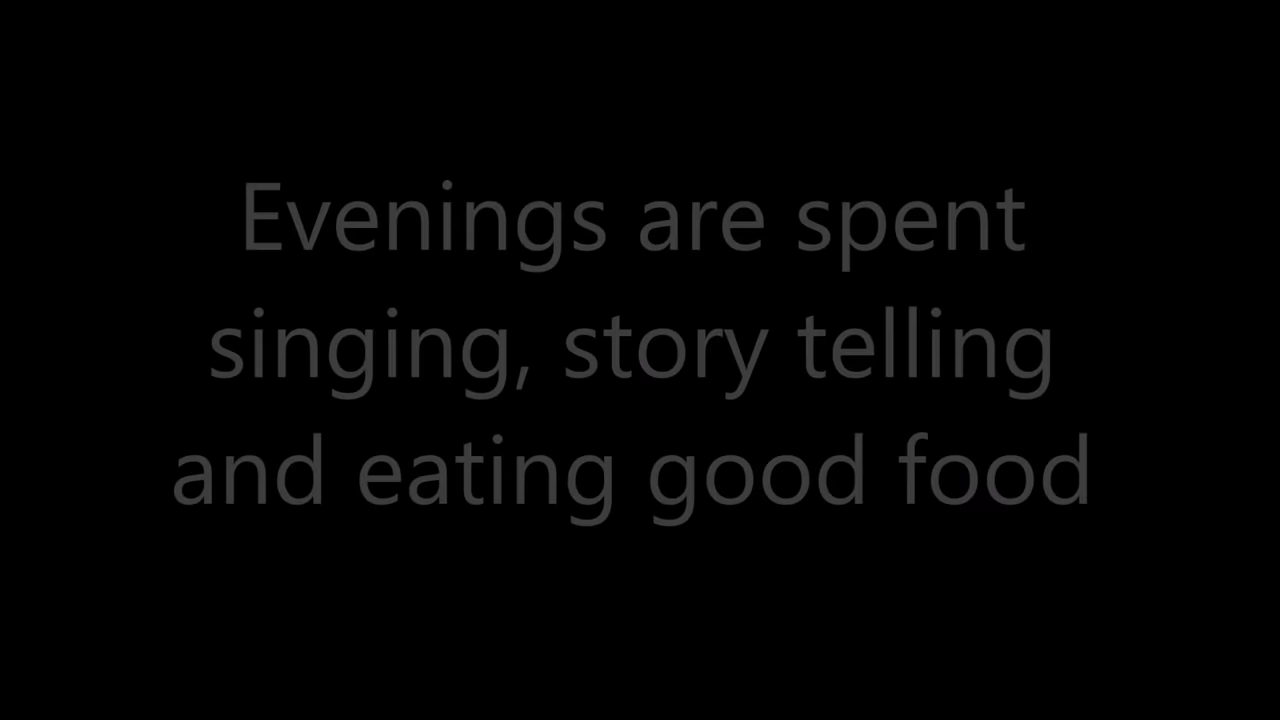 Evenings are spent
singing, story telling
and eating good food